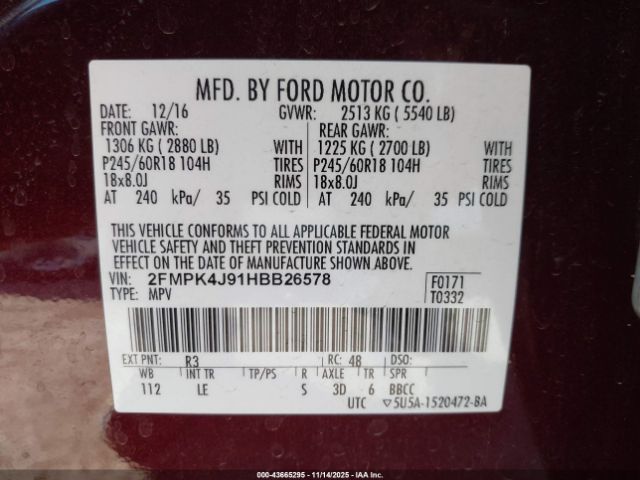 MFD. BY FORD MOTOR CO.
DATE: 12/16 GVWR: 2513 KG ( 5540 LB)
FRONT GAWR: REAR GAWR:
1306 KG ( 2880 LB) WITH 1225 KG ( 2700 LB) WITH
P245/60R18 104H TIRES P245/60R18 104H TIRES
18x8.0J RIMS 18x8.0J RIMS
AT 240 kPa/ 35 PSI COLD AT 240 kPa/ 35 PSI COLD
THIS VEHICLE CONFORMS TO ALL APPLICABLE FEDERAL MOTOR
VEHICLE SAFETY AND THEFT PREVENTION STANDARDS IN
EFFECT ON THE DATE OF MANUFACTURE SHOWN ABOVE.
VIN: 2FMPK4J91HBB26578 F0171
TYPE: MPV T0332
EXT PNT: R3 RC: 48 DSO:
WB INT TR TP/PS R AXLE TR SPR
112 LE S 3D 6 BBCC
UTC ▽5U5A-1520472-BA
000-43665295 - 11/14/2025 - IAAI.COM